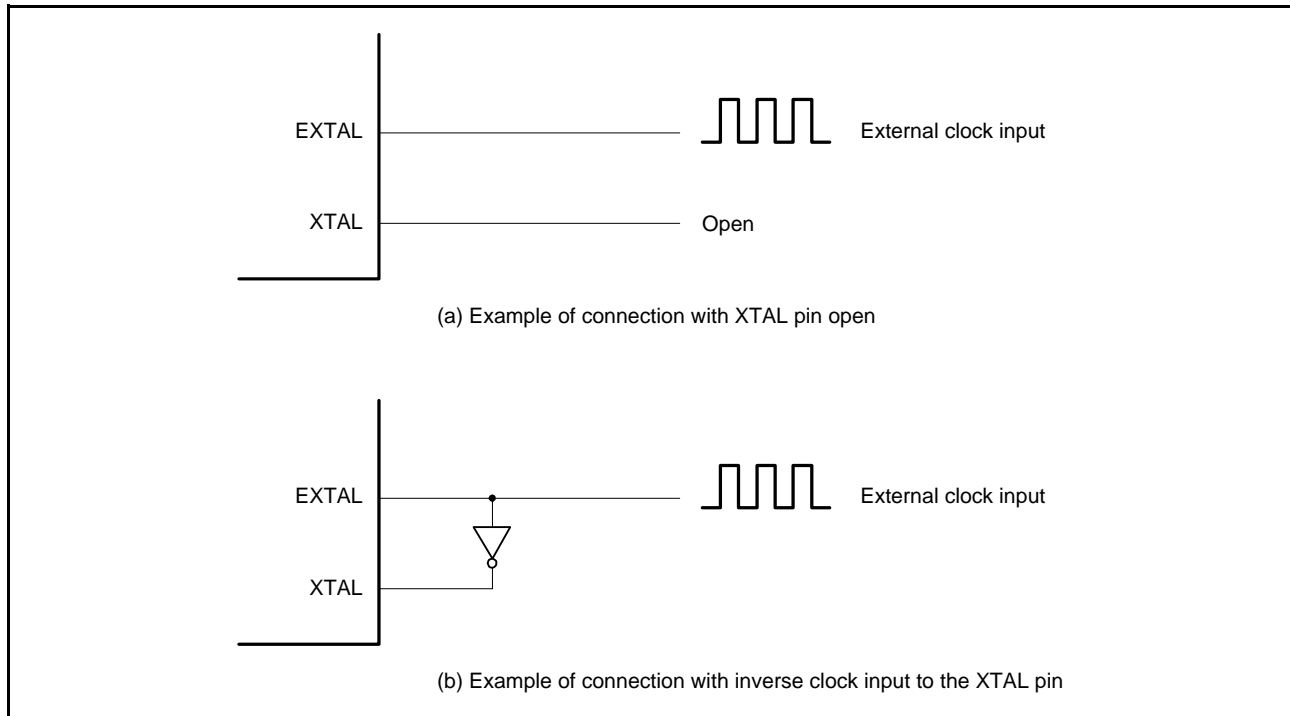 EXTAL
External clock input
XTAL
Open
(a) Example of connection with XTAL pin open
EXTAL
External clock input
XTAL
(b) Example of connection with inverse clock input to the XTAL pin